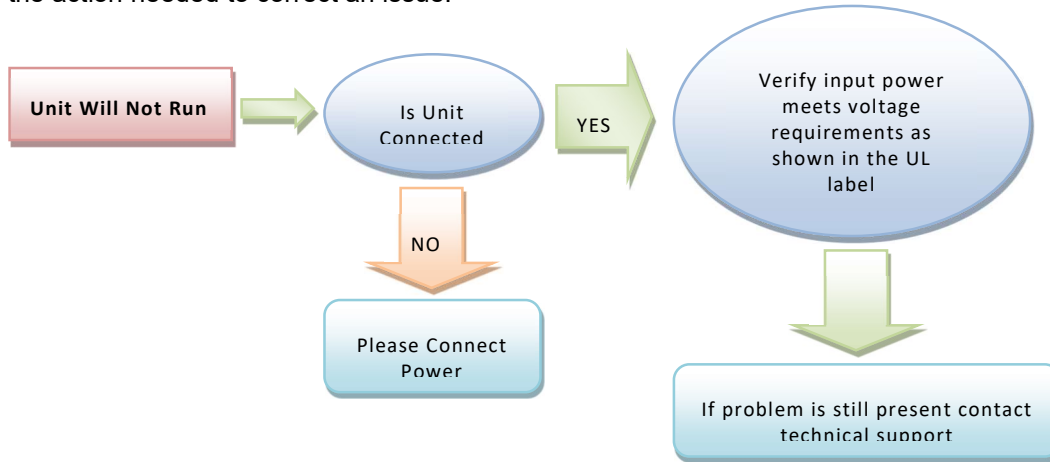 the action needed to correct an issue.
Unit Will Not Run
Is Unit
Connected
YES
Verify input power
meets voltage
requirements as
shown in the UL
label
NO
Please Connect
Power
If problem is still present contact
technical support